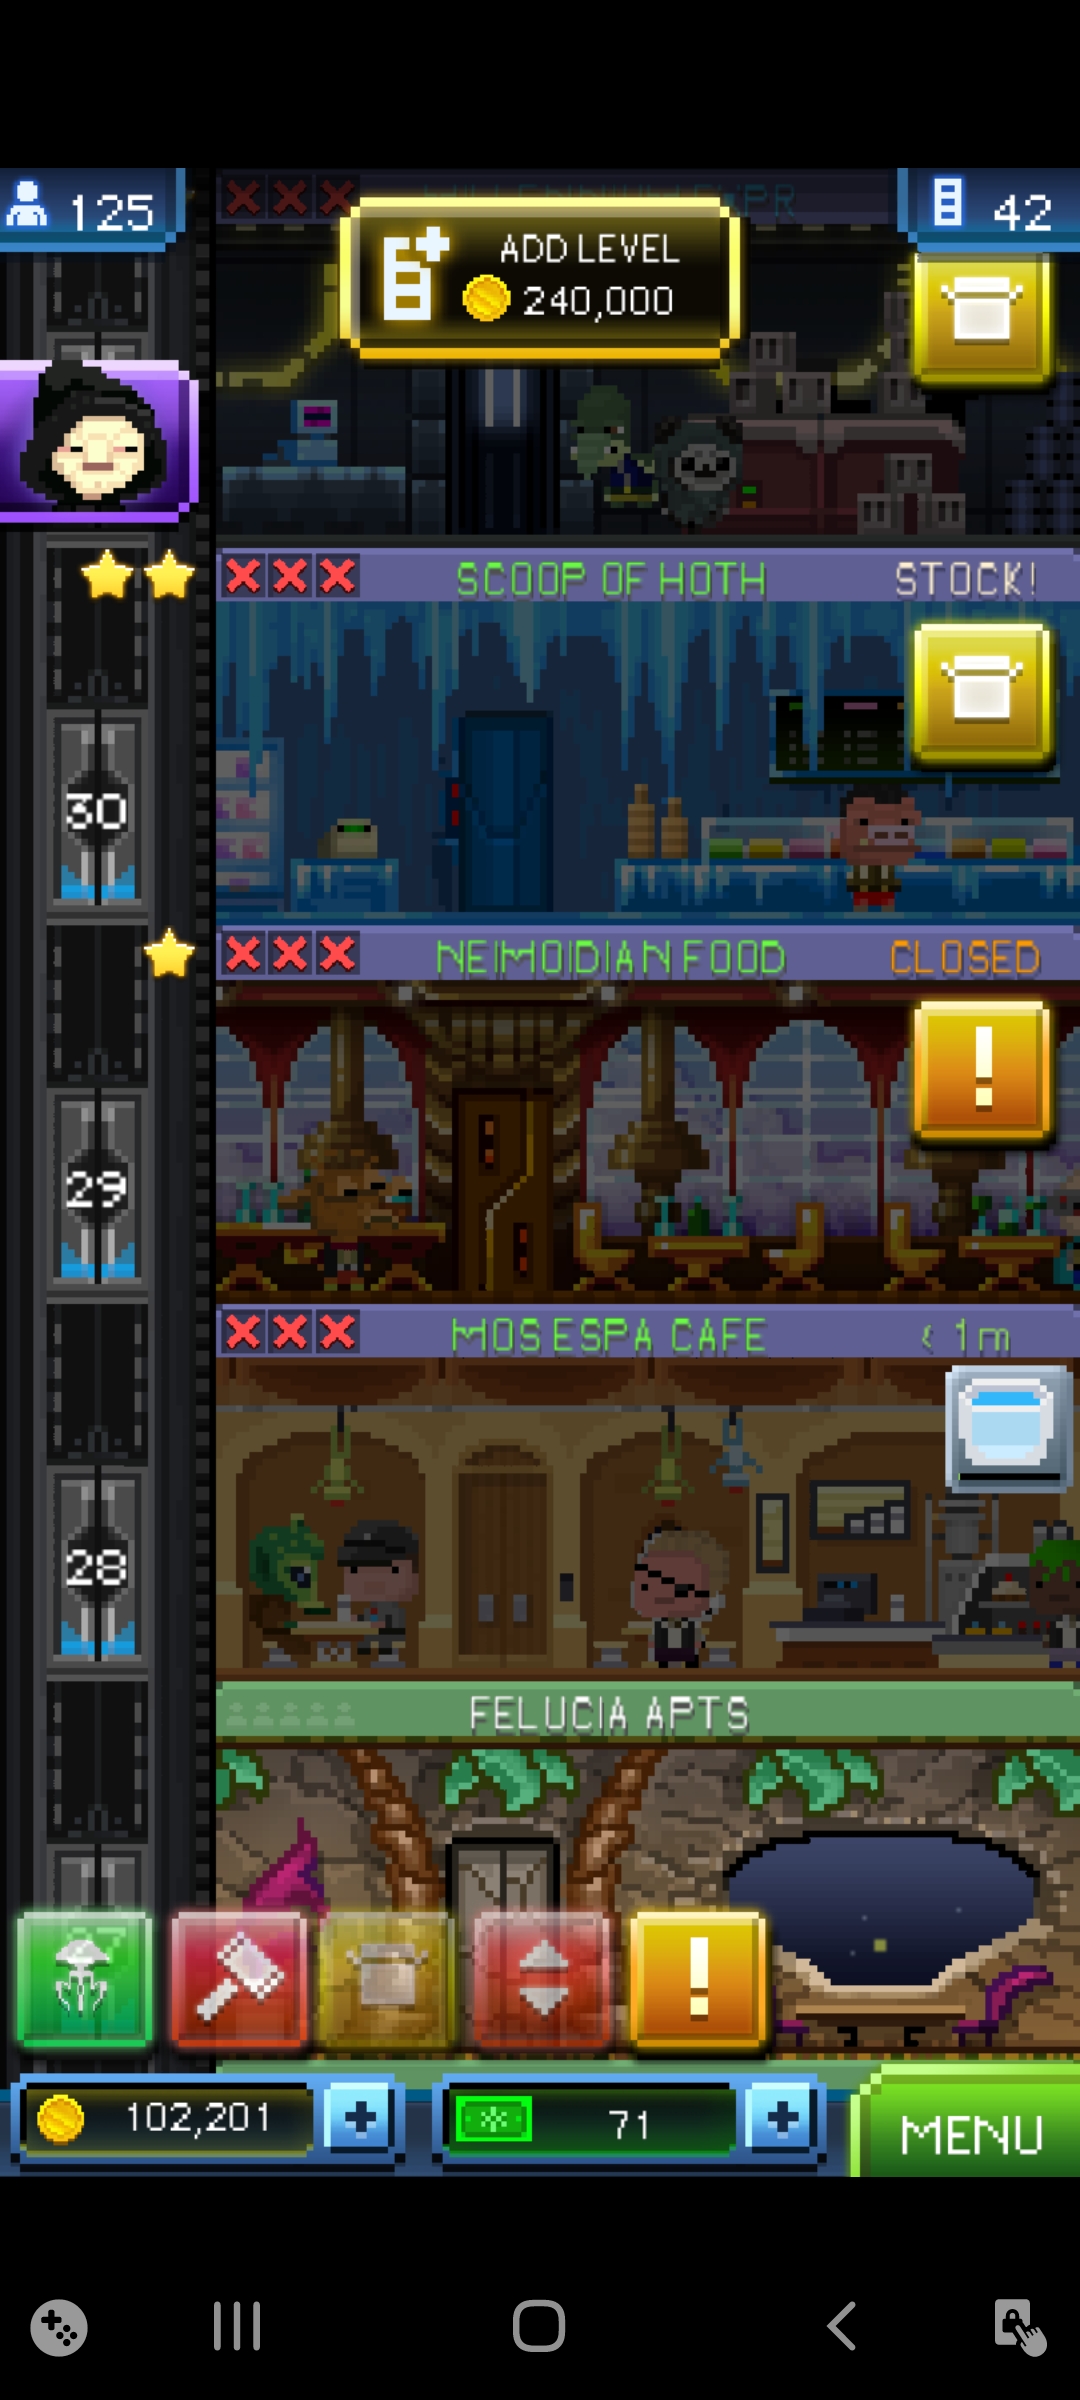 125
42
ADD LEVEL
240,000
SCOOP OF HOTH STOCK!
30
NEIMOIDIAN FOOD CLOSED
29
MOS ESPA CAFE < 1m
28
FELUCIA APTS
102,201
71
MENU